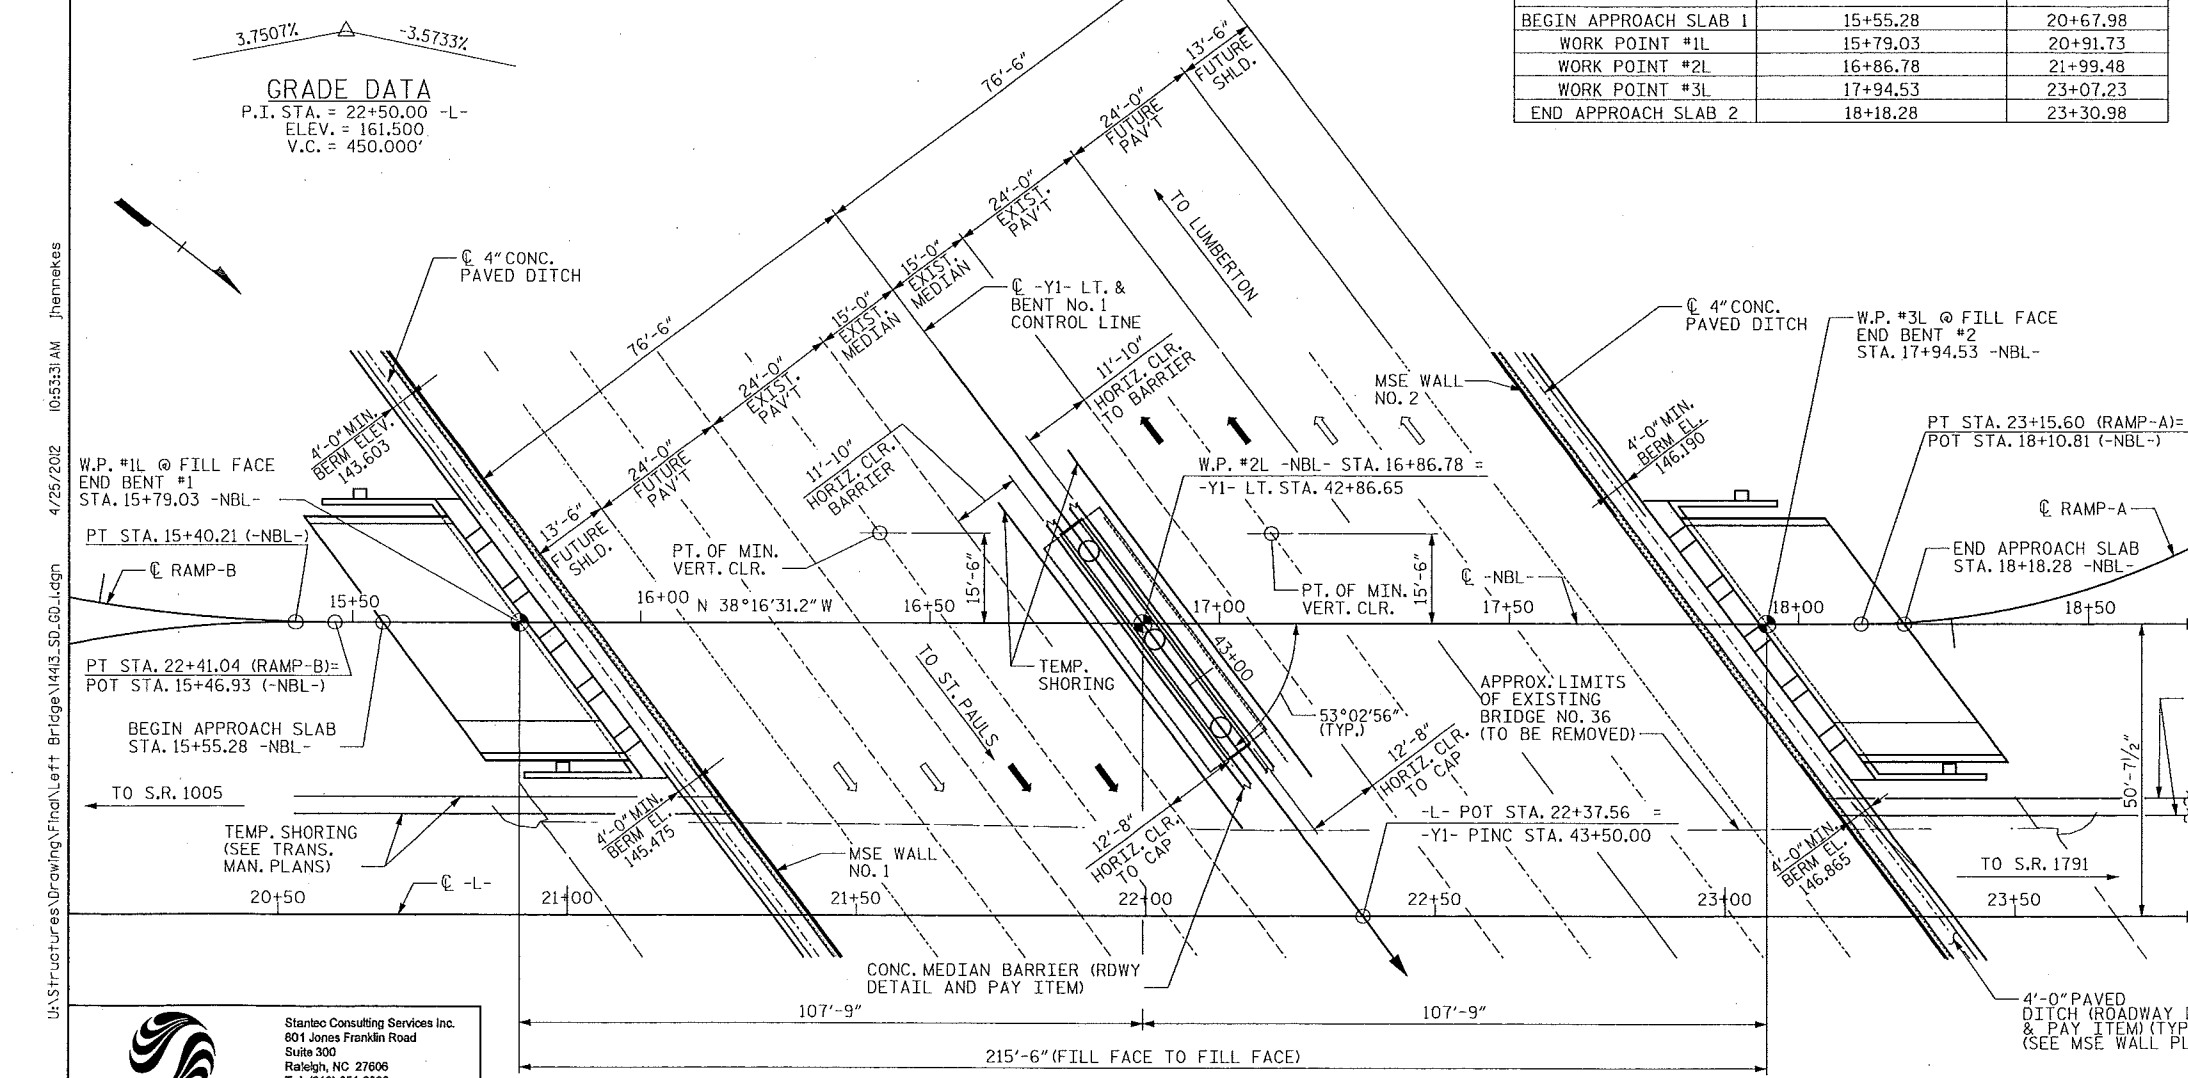 3.7507%
-3.5733%
GRADE DATA
P.I. STA. = 22+50.00 -L-
ELEV. = 161.500
V.C. = 450.000'
BEGIN APPROACH SLAB 1 15+55.28 20+67.98
WORK POINT #1L 15+79.03 20+91.73
WORK POINT #2L 16+86.78 21+99.48
WORK POINT #3L 17+94.53 23+07.23
END APPROACH SLAB 2 18+18.28 23+30.98
76'-6"
13'-6"
FUTURE
SHLD.
24'-0"
FUTURE
PAV'T
24'-0"
EXIST.
PAV'T
15'-0"
EXIST.
MEDIAN
15'-0"
EXIST.
MEDIAN
24'-0"
EXIST.
PAV'T
24'-0"
FUTURE
PAV'T
13'-6"
FUTURE
SHLD.
76'-6"
℄ 4" CONC.
PAVED DITCH
℄ -Y1- LT. &
BENT No. 1
CONTROL LINE
TO LUMBERTON
℄ 4" CONC.
PAVED DITCH
W.P. #3L @ FILL FACE
END BENT #2
STA. 17+94.53 -NBL-
11'-10"
HORIZ. CLR.
TO BARRIER
11'-10"
HORIZ. CLR.
BARRIER
MSE WALL
NO. 2
4'-0" MIN.
BERM ELEV.
143.603
4'-0" MIN.
BERM EL.
146.190
PT STA. 23+15.60 (RAMP-A)=
POT STA. 18+10.81 (-NBL-)
W.P. #1L @ FILL FACE
END BENT #1
STA. 15+79.03 -NBL-
W.P. #2L -NBL- STA. 16+86.78 =
-Y1- LT. STA. 42+86.65
PT STA. 15+40.21 (-NBL-)
℄ RAMP-B
℄ RAMP-A
PT. OF MIN.
VERT. CLR.
15'-6"
PT. OF MIN.
VERT. CLR.
15'-6"
℄ -NBL-
END APPROACH SLAB
STA. 18+18.28 -NBL-
15+50
16+00
N 38°16'31.2" W
16+50
17+00
17+50
18+00
18+50
43+00
PT STA. 22+41.04 (RAMP-B)=
POT STA. 15+46.93 (-NBL-)
BEGIN APPROACH SLAB
STA. 15+55.28 -NBL-
TO ST. PAULS
TEMP.
SHORING
53°02'56"
(TYP.)
APPROX. LIMITS
OF EXISTING
BRIDGE NO. 36
(TO BE REMOVED)
12'-8"
HORIZ. CLR.
TO CAP
12'-8"
HORIZ. CLR.
TO CAP
50'-7 1/2"
TO S.R. 1005
TEMP. SHORING
(SEE TRANS.
MAN. PLANS)
4'-0" MIN.
BERM EL.
145.475
MSE WALL
NO. 1
-L- POT STA. 22+37.56 =
-Y1- PINC STA. 43+50.00
4'-0" MIN.
BERM EL.
146.865
TO S.R. 1791
℄ -L-
20+50
21+00
21+50
22+00
22+50
23+00
23+50
CONC. MEDIAN BARRIER (RDWY
DETAIL AND PAY ITEM)
4'-0" PAVED
DITCH (ROADWAY
& PAY ITEM) (TYP
(SEE MSE WALL
107'-9"
107'-9"
215'-6" (FILL FACE TO FILL FACE)
Stantec Consulting Services Inc.
801 Jones Franklin Road
Suite 300
Raleigh, NC 27606
4/25/2012 10:53:31 AM jhennekes